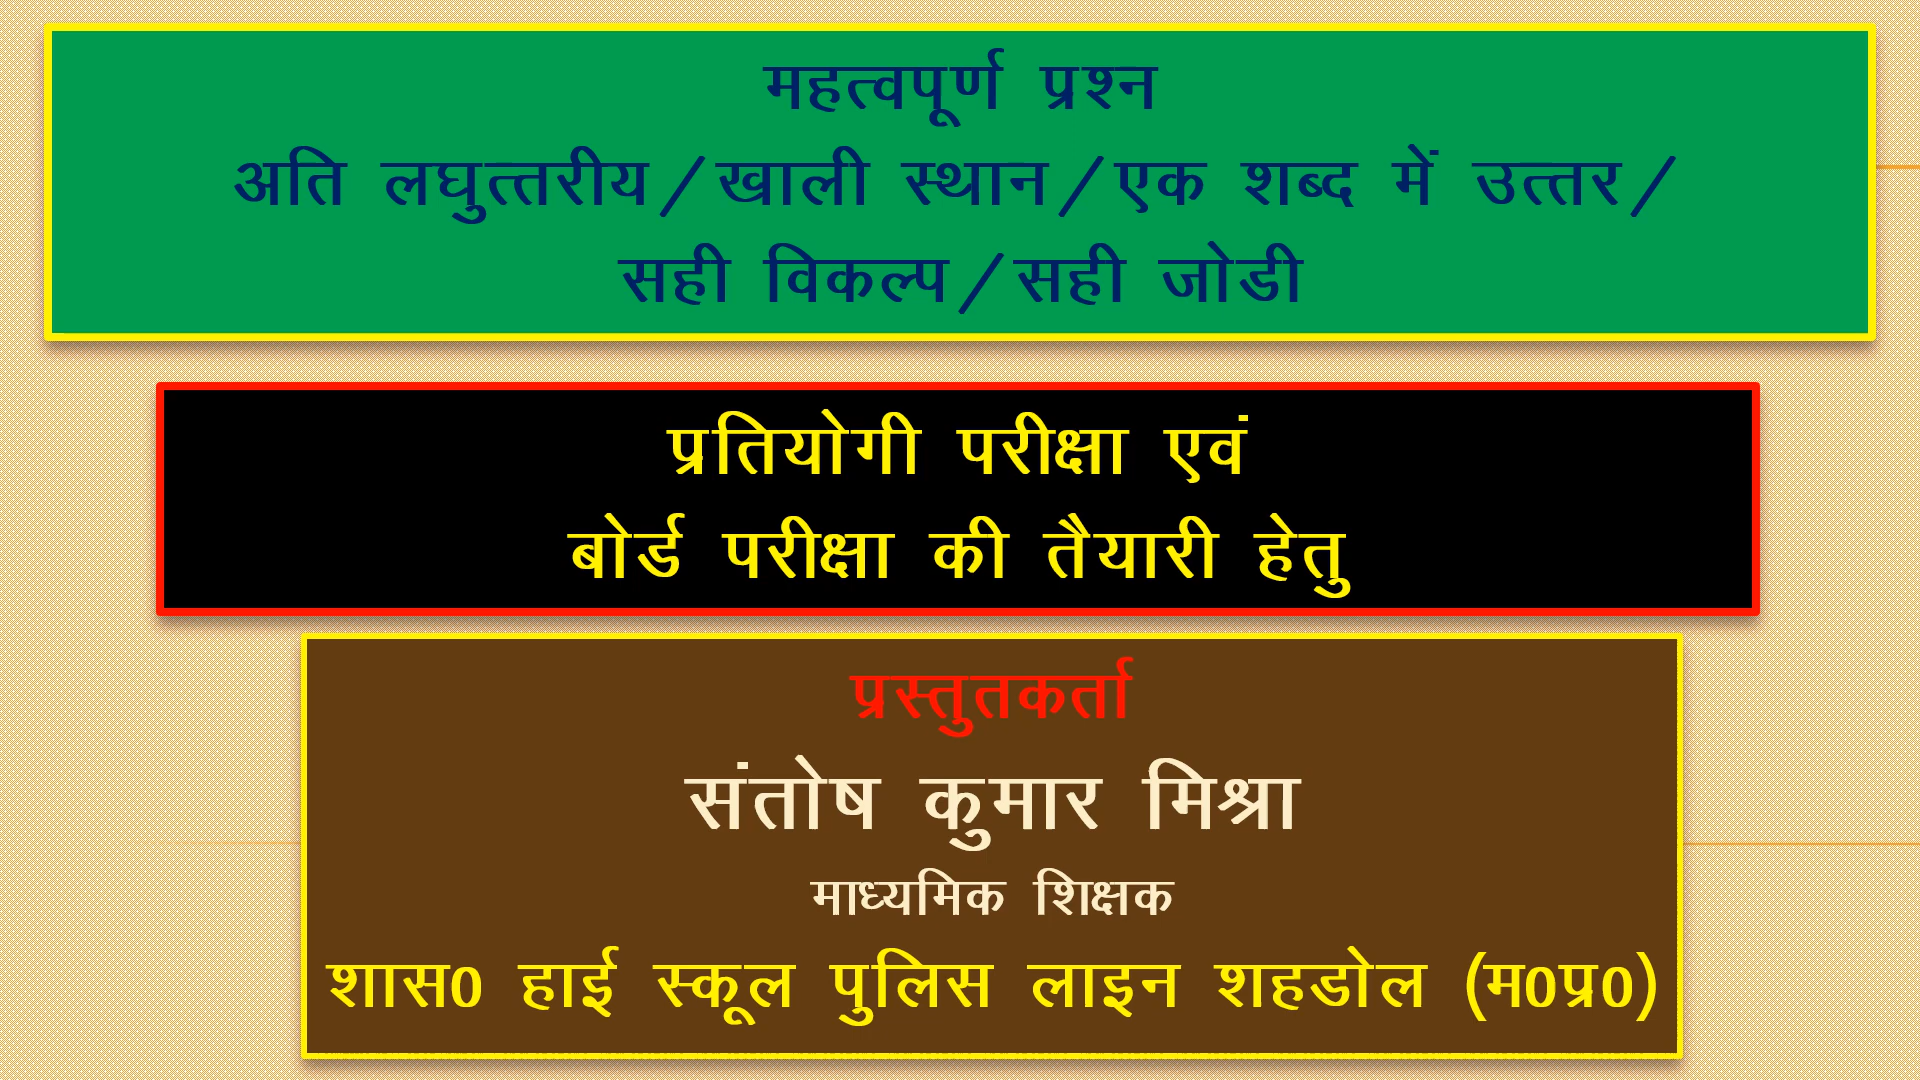 महत्वपूर्ण प्रश्न
अति लघुत्तरीय/खाली स्थान/एक शब्द में उत्तर/
सही विकल्प/सही जोडी
प्रतियोगी परीक्षा एवं
बोर्ड परीक्षा की तैयारी हेतु
प्रस्तुतकर्ता
संतोष कुमार मिश्रा
माध्यमिक शिक्षक
शास0 हाई स्कूल पुलिस लाइन शहडोल (म0प्र0)